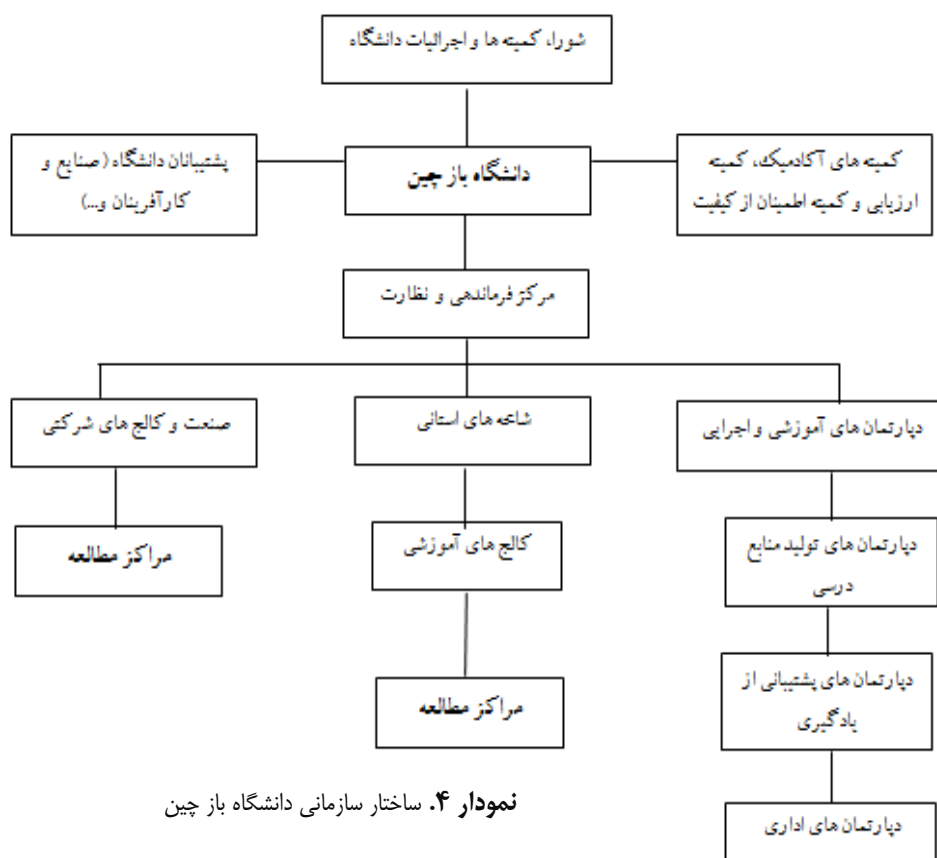 شورا، کمیته ها و اجرائیات دانشگاه
کمیته های آکادمیک، کمیته
ارزیابی و کمیته اطمینان از کیفیت
دانشگاه باز چین
پشتیبانان دانشگاه (صنایع و
کارآفرینان و...)
مرکز فرماندهی و نظارت
دپارتمان های آموزشی و اجرایی
شاخه های استانی
صنعت و کالج های شرکتی
دپارتمان های تولید منابع
درسی
کالج های آموزشی
مراکز مطالعه
دپارتمان های پشتیبانی از
یادگیری
مراکز مطالعه
دپارتمان های اداری
نمودار ۴. ساختار سازمانی دانشگاه باز چین